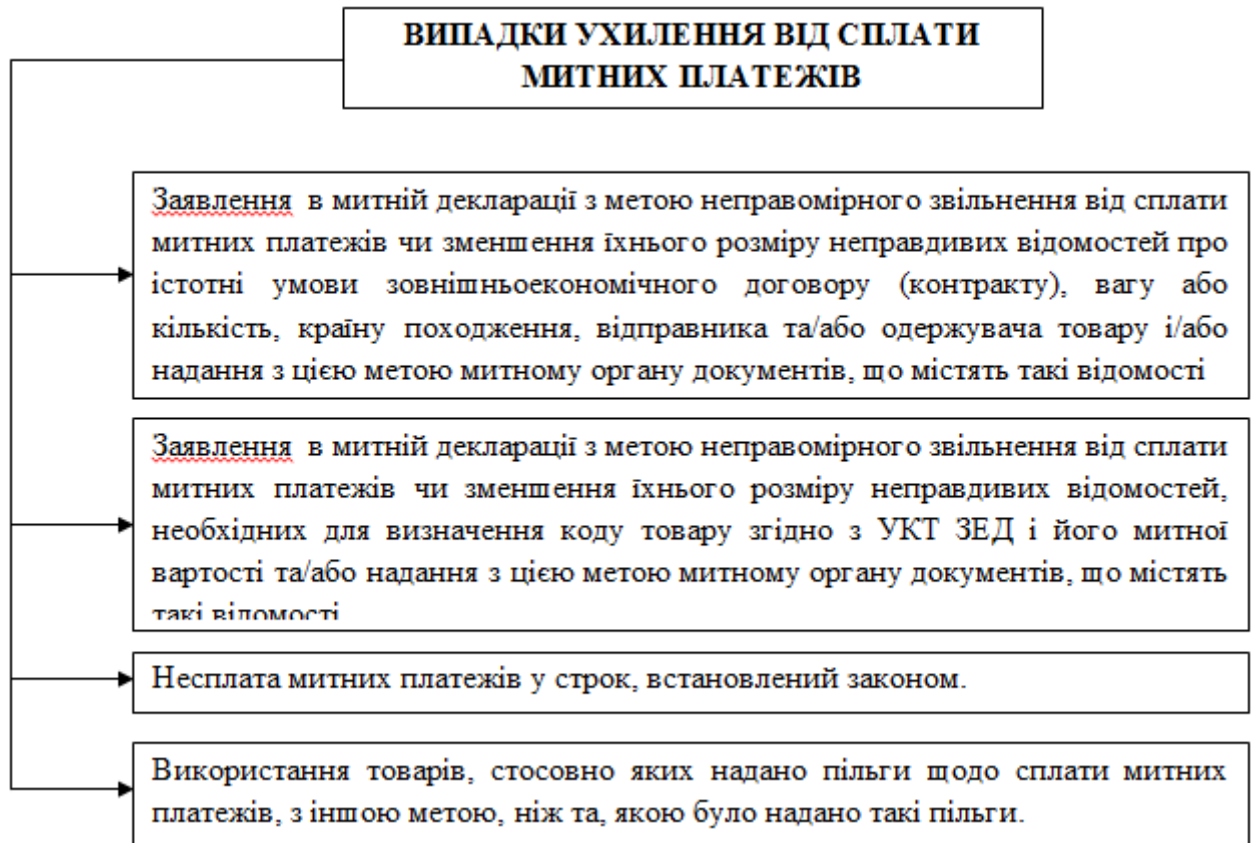 ВИПАДКИ УХИЛЕННЯ ВІД СПЛАТИ
МИТНИХ ПЛАТЕЖІВ
Заявлення в митній декларації з метою неправомірного звільнення від сплати
митних платежів чи зменшення їхнього розміру неправдивих відомостей про
істотні умови зовнішньоекономічного договору (контракту), вагу або
кількість, країну походження, відправника та/або одержувача товару і/або
надання з цією метою митному органу документів, що містять такі відомості
Заявлення в митній декларації з метою неправомірного звільнення від сплати
митних платежів чи зменшення їхнього розміру неправдивих відомостей,
необхідних для визначення коду товару згідно з УКТ ЗЕД і його митної
вартості та/або надання з цією метою митному органу документів, що містять
такі відомості
Несплата митних платежів у строк, встановлений законом.
Використання товарів, стосовно яких надано пільги щодо сплати митних
платежів, з іншою метою, ніж та, якою було надано такі пільги.